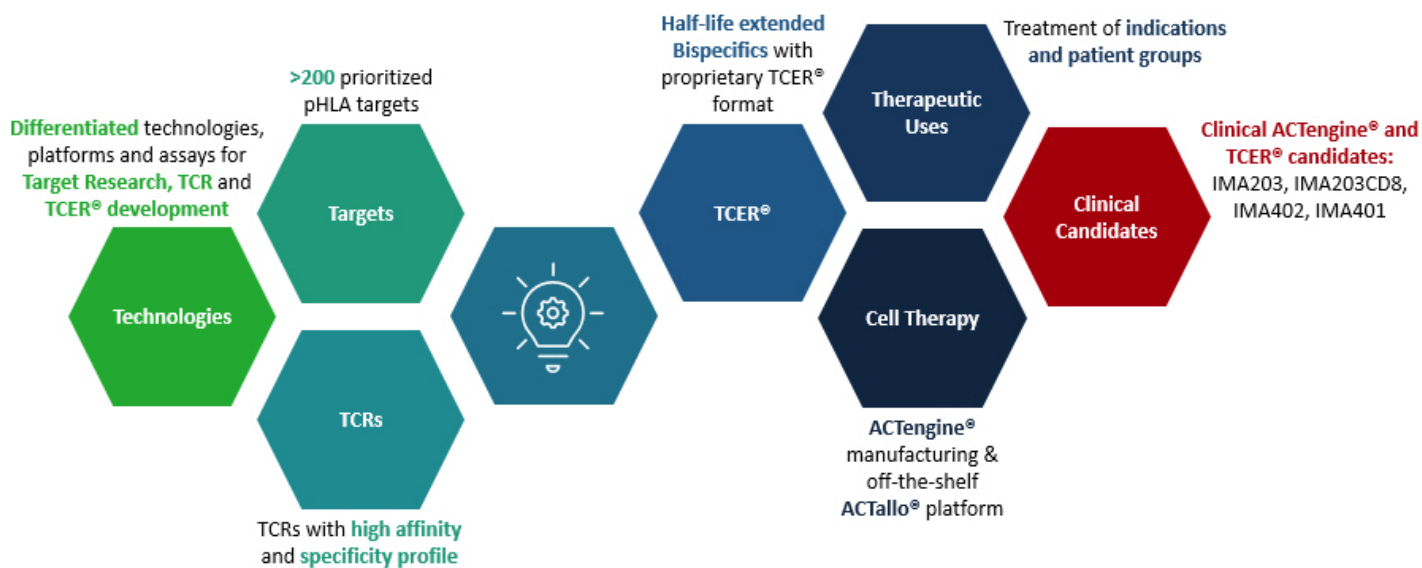 Differentiated technologies,
platforms and assays for
Target Research, TCR and
TCER® development
Technologies
>200 prioritized
pHLA targets
Targets
TCRs
TCRs with high affinity
and specificity profile
Half-life extended
Bispecifics with
proprietary TCER®
format
TCER®
Treatment of indications
and patient groups
Therapeutic
Uses
Cell Therapy
ACTengine®
manufacturing &
off-the-shelf
ACTallo® platform
Clinical ACTengine® and
TCER® candidates:
IMA203, IMA203CD8,
IMA402, IMA401
Clinical
Candidates